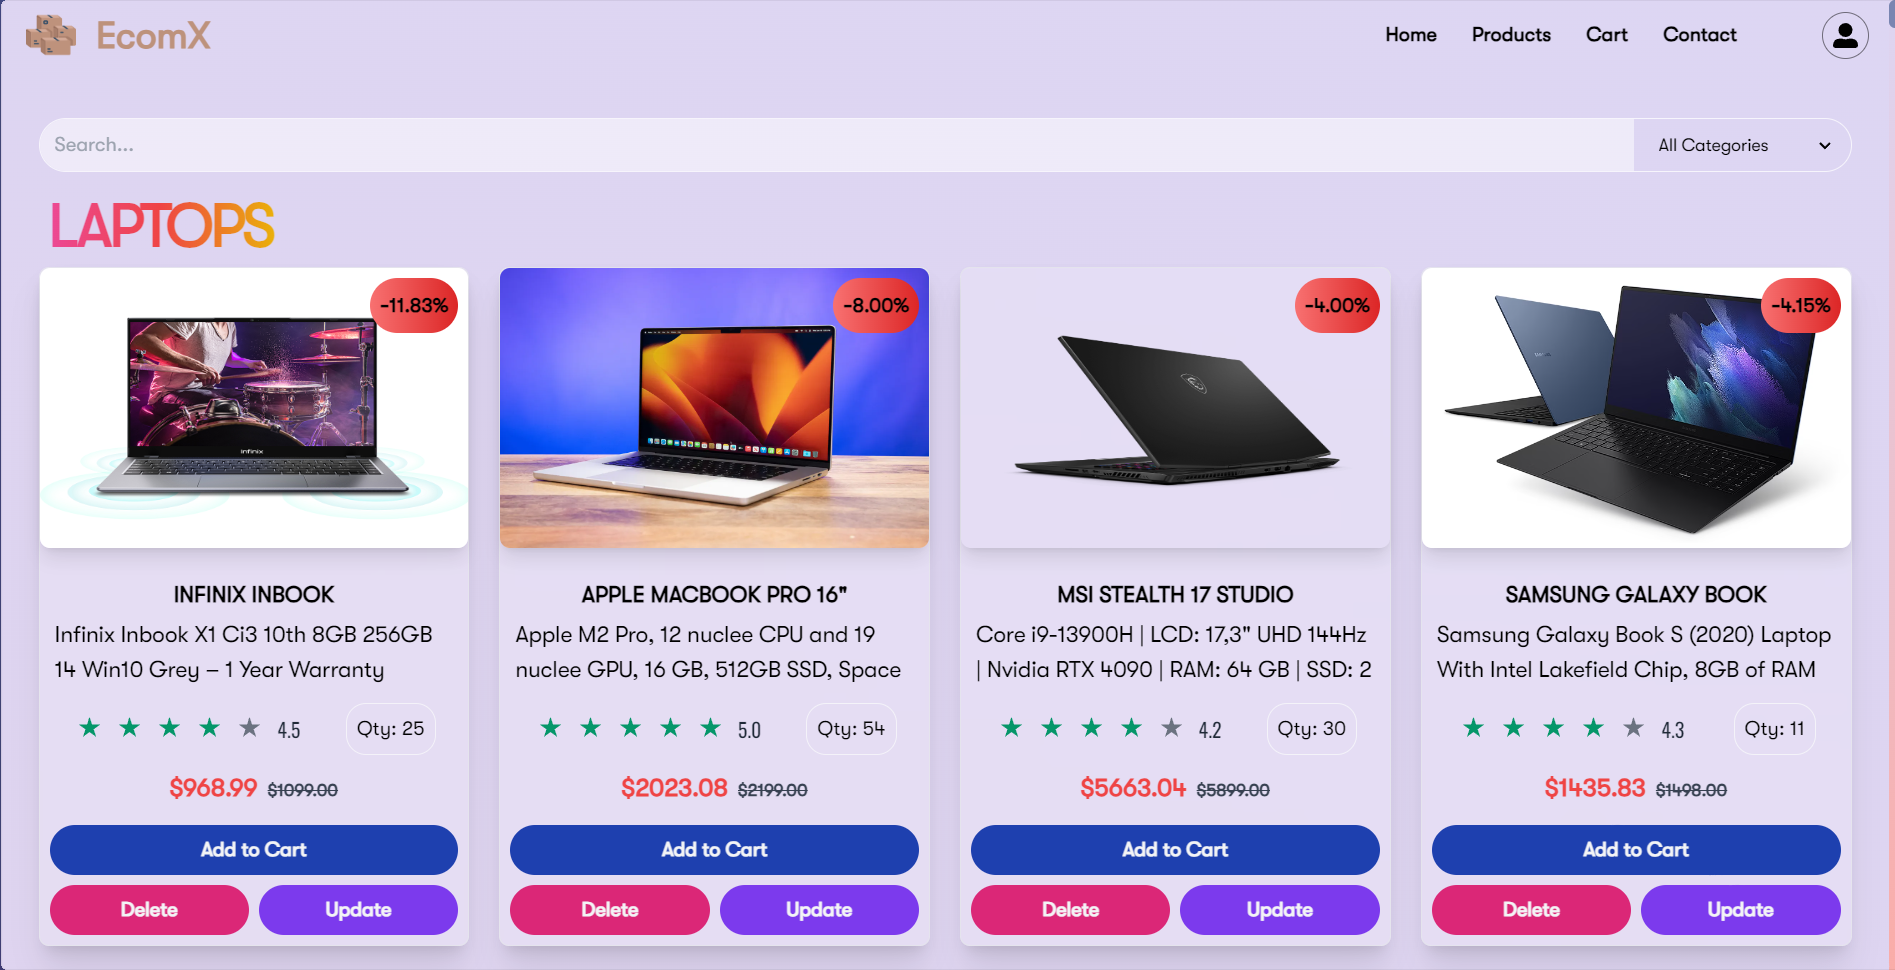 EcomX
Home Products Cart Contact
Search...
All Categories
LAPTOPS
-11.83%
-8.00%
-4.00%
-4.15%
Infinix
INFINIX INBOOK
Infinix Inbook X1 Ci3 10th 8GB 256GB
14 Win10 Grey – 1 Year Warranty
4.5
Qty: 25
$968.99 $1099.00
Add to Cart
Delete Update
APPLE MACBOOK PRO 16"
Apple M2 Pro, 12 nuclee CPU and 19
nuclee GPU, 16 GB, 512GB SSD, Space
5.0
Qty: 54
$2023.08 $2199.00
Add to Cart
Delete Update
MSI STEALTH 17 STUDIO
Core i9-13900H | LCD: 17,3" UHD 144Hz
| Nvidia RTX 4090 | RAM: 64 GB | SSD: 2
4.2
Qty: 30
$5663.04 $5899.00
Add to Cart
Delete Update
SAMSUNG GALAXY BOOK
Samsung Galaxy Book S (2020) Laptop
With Intel Lakefield Chip, 8GB of RAM
4.3
Qty: 11
$1435.83 $1498.00
Add to Cart
Delete Update